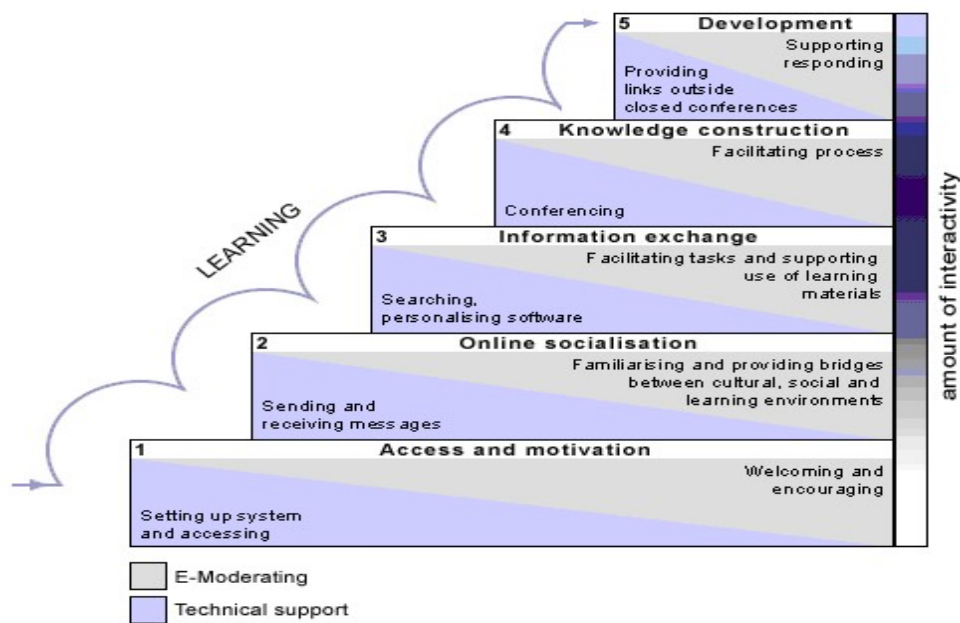 5 Development
Supporting
responding
Providing
links outside
closed conferences
4 Knowledge construction
Facilitating process
Conferencing
3 Information exchange
Facilitating tasks and supporting
use of learning
materials
Searching,
personalising software
2 Online socialisation
Familiarising and providing bridges
between cultural, social and
learning environments
Sending and
receiving messages
1 Access and motivation
Welcoming and
encouraging
Setting up system
and accessing
LEARNING
amount of interactivity
E-Moderating
Technical support